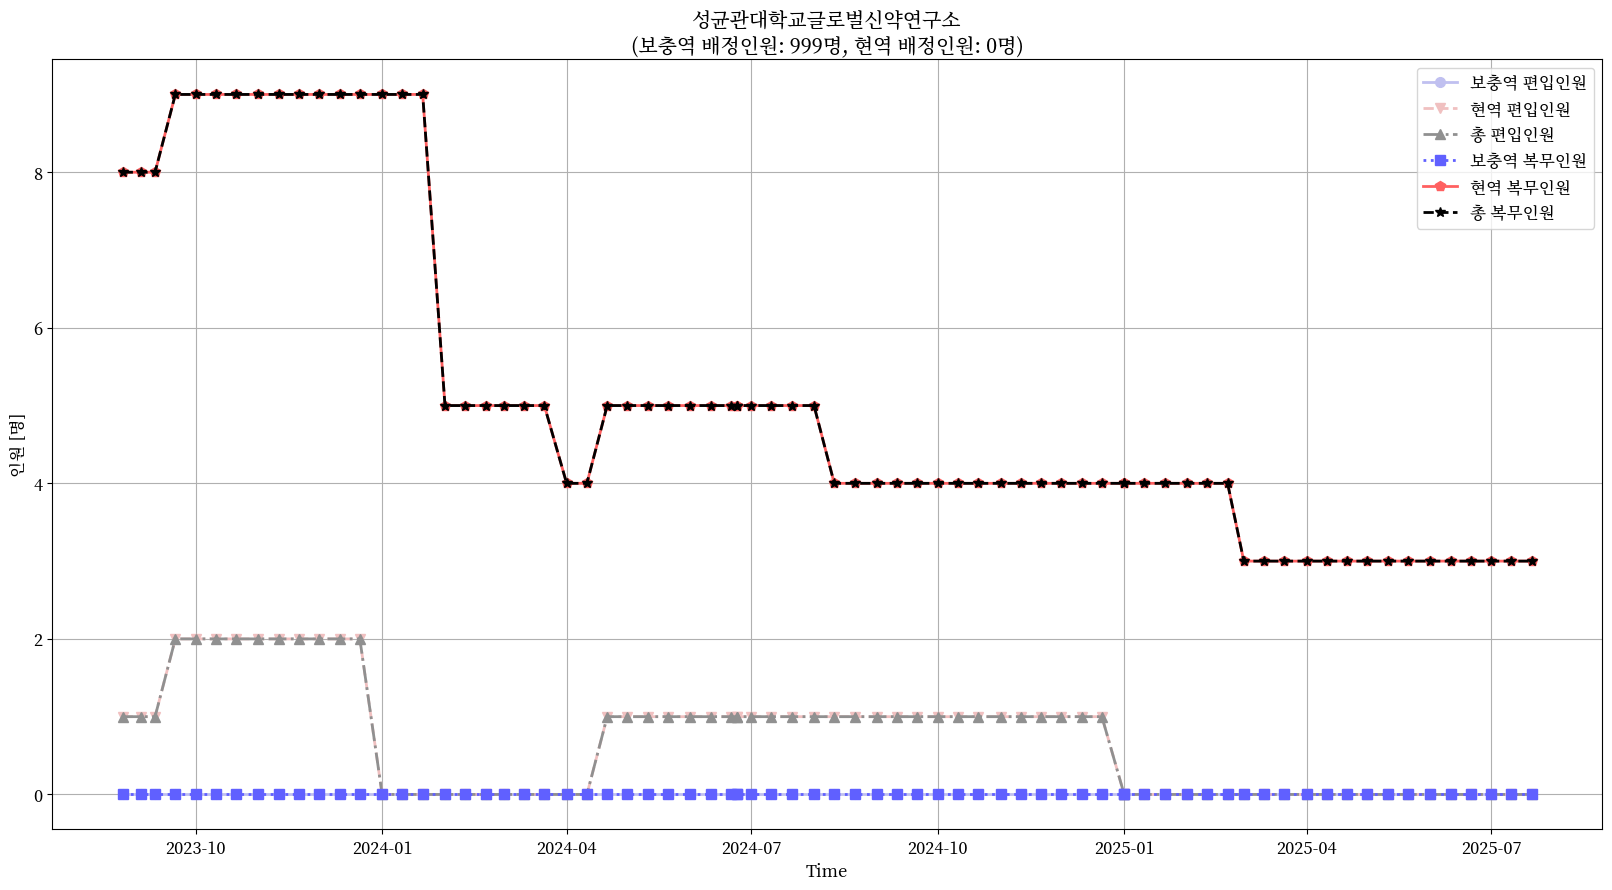 성균관대학교글로벌신약연구소
(보충역 배정인원: 999명, 현역 배정인원: 0명)
보충역 편입인원
현역 편입인원
총 편입인원
보충역 복무인원
현역 복무인원
총 복무인원
인원 [명]
8
6
4
2
0
2023-10 2024-01 2024-04 2024-07 2024-10 2025-01 2025-04 2025-07
Time